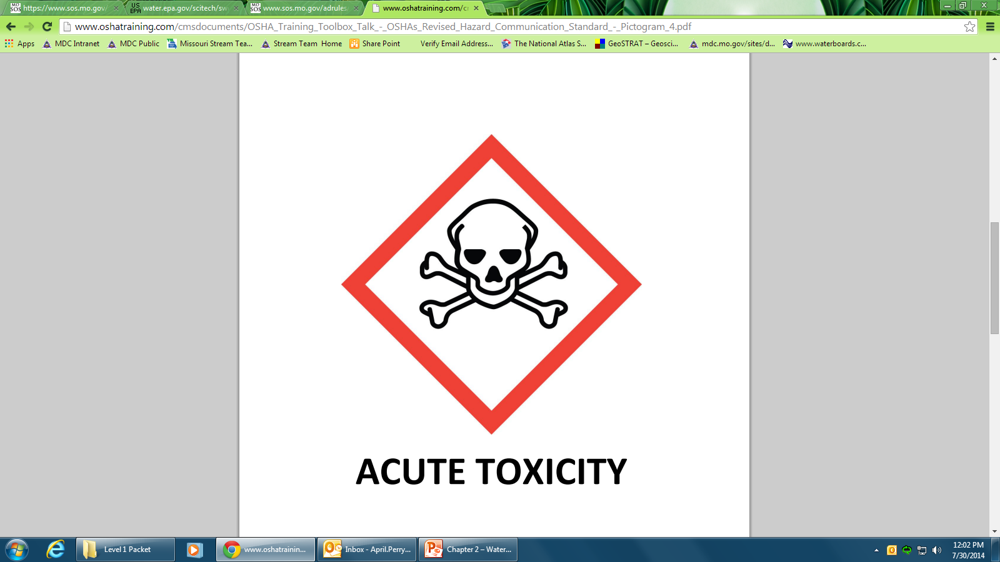 https://www.sos.mo.gov/
water.epa.gov/scitech/sw
www.sos.mo.gov/adrules
www.oshatraining.com/c
www.oshatraining.com/cmsdocuments/OSHA_Training_Toolbox_Talk_-_OSHAs_Revised_Hazard_Communication_Standard_-_Pictogram_4.pdf
Apps MDC Intranet MDC Public Missouri Stream Tea... Stream Team Home Share Point Verify Email Address... The National Atlas S... GeoSTRAT – Geosci... mdc.mo.gov/sites/d... www.waterboards.c...
ACUTE TOXICITY
Level 1 Packet www.oshatrainin... Inbox - April.Perry... Chapter 2 – Water...
12:02 PM
7/30/2014